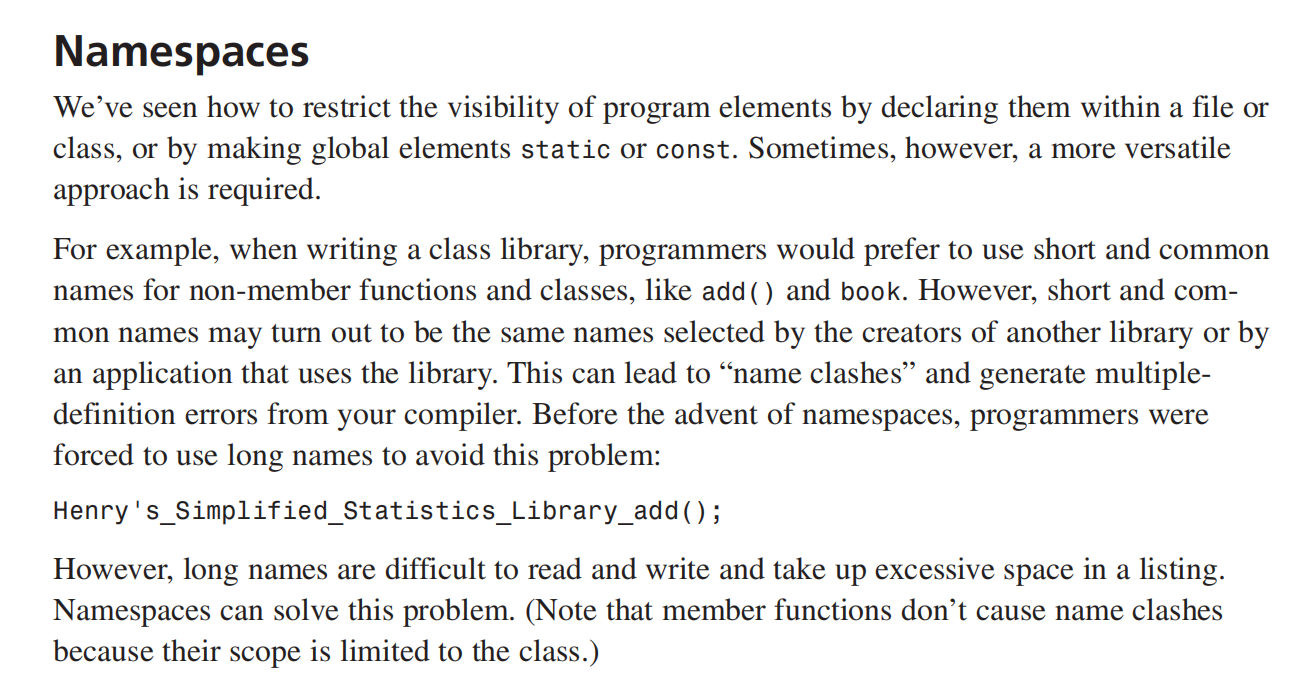 Namespaces
We’ve seen how to restrict the visibility of program elements by declaring them within a file or
class, or by making global elements static or const. Sometimes, however, a more versatile
approach is required.
For example, when writing a class library, programmers would prefer to use short and common
names for non-member functions and classes, like add() and book. However, short and com-
mon names may turn out to be the same names selected by the creators of another library or by
an application that uses the library. This can lead to “name clashes” and generate multiple-
definition errors from your compiler. Before the advent of namespaces, programmers were
forced to use long names to avoid this problem:
Henry's_Simplified_Statistics_Library_add();
However, long names are difficult to read and write and take up excessive space in a listing.
Namespaces can solve this problem. (Note that member functions don’t cause name clashes
because their scope is limited to the class.)